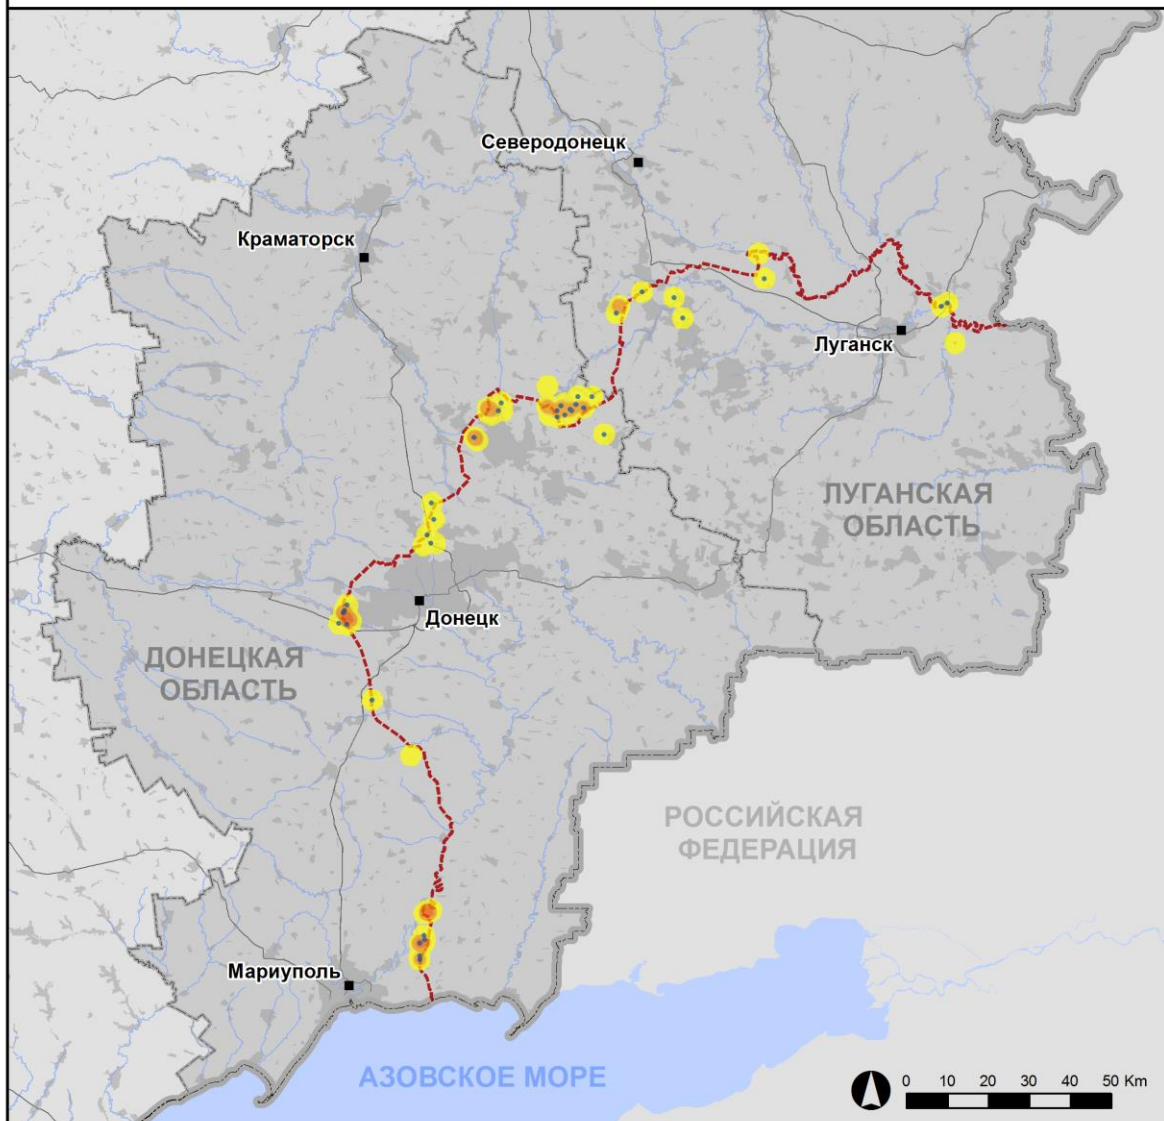 Северодонецк
Краматорск
Луганск
ЛУГАНСКАЯ
ОБЛАСТЬ
Донецк
ДОНЕЦКАЯ
ОБЛАСТЬ
РОССИЙСКАЯ
ФЕДЕРАЦИЯ
Мариуполь
АЗОВСКОЕ МОРЕ
0 10 20 30 40 50 Km